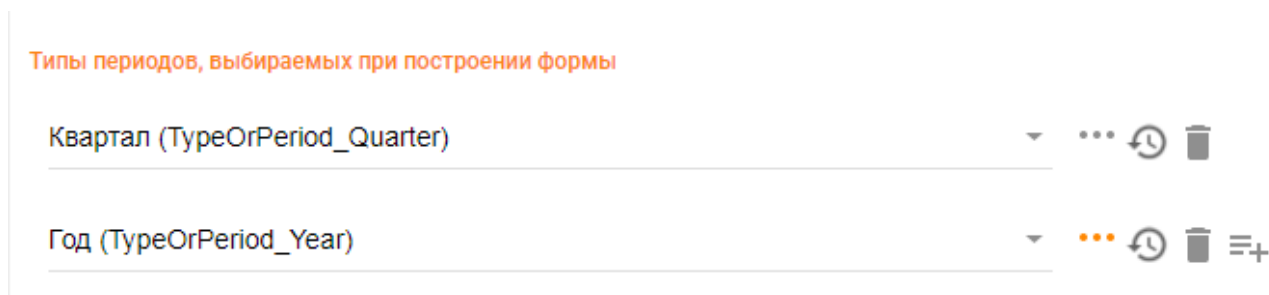 Типы периодов, выбираемых при построении формы
Квартал (TypeOrPeriod_Quarter)
Год (TypeOrPeriod_Year)